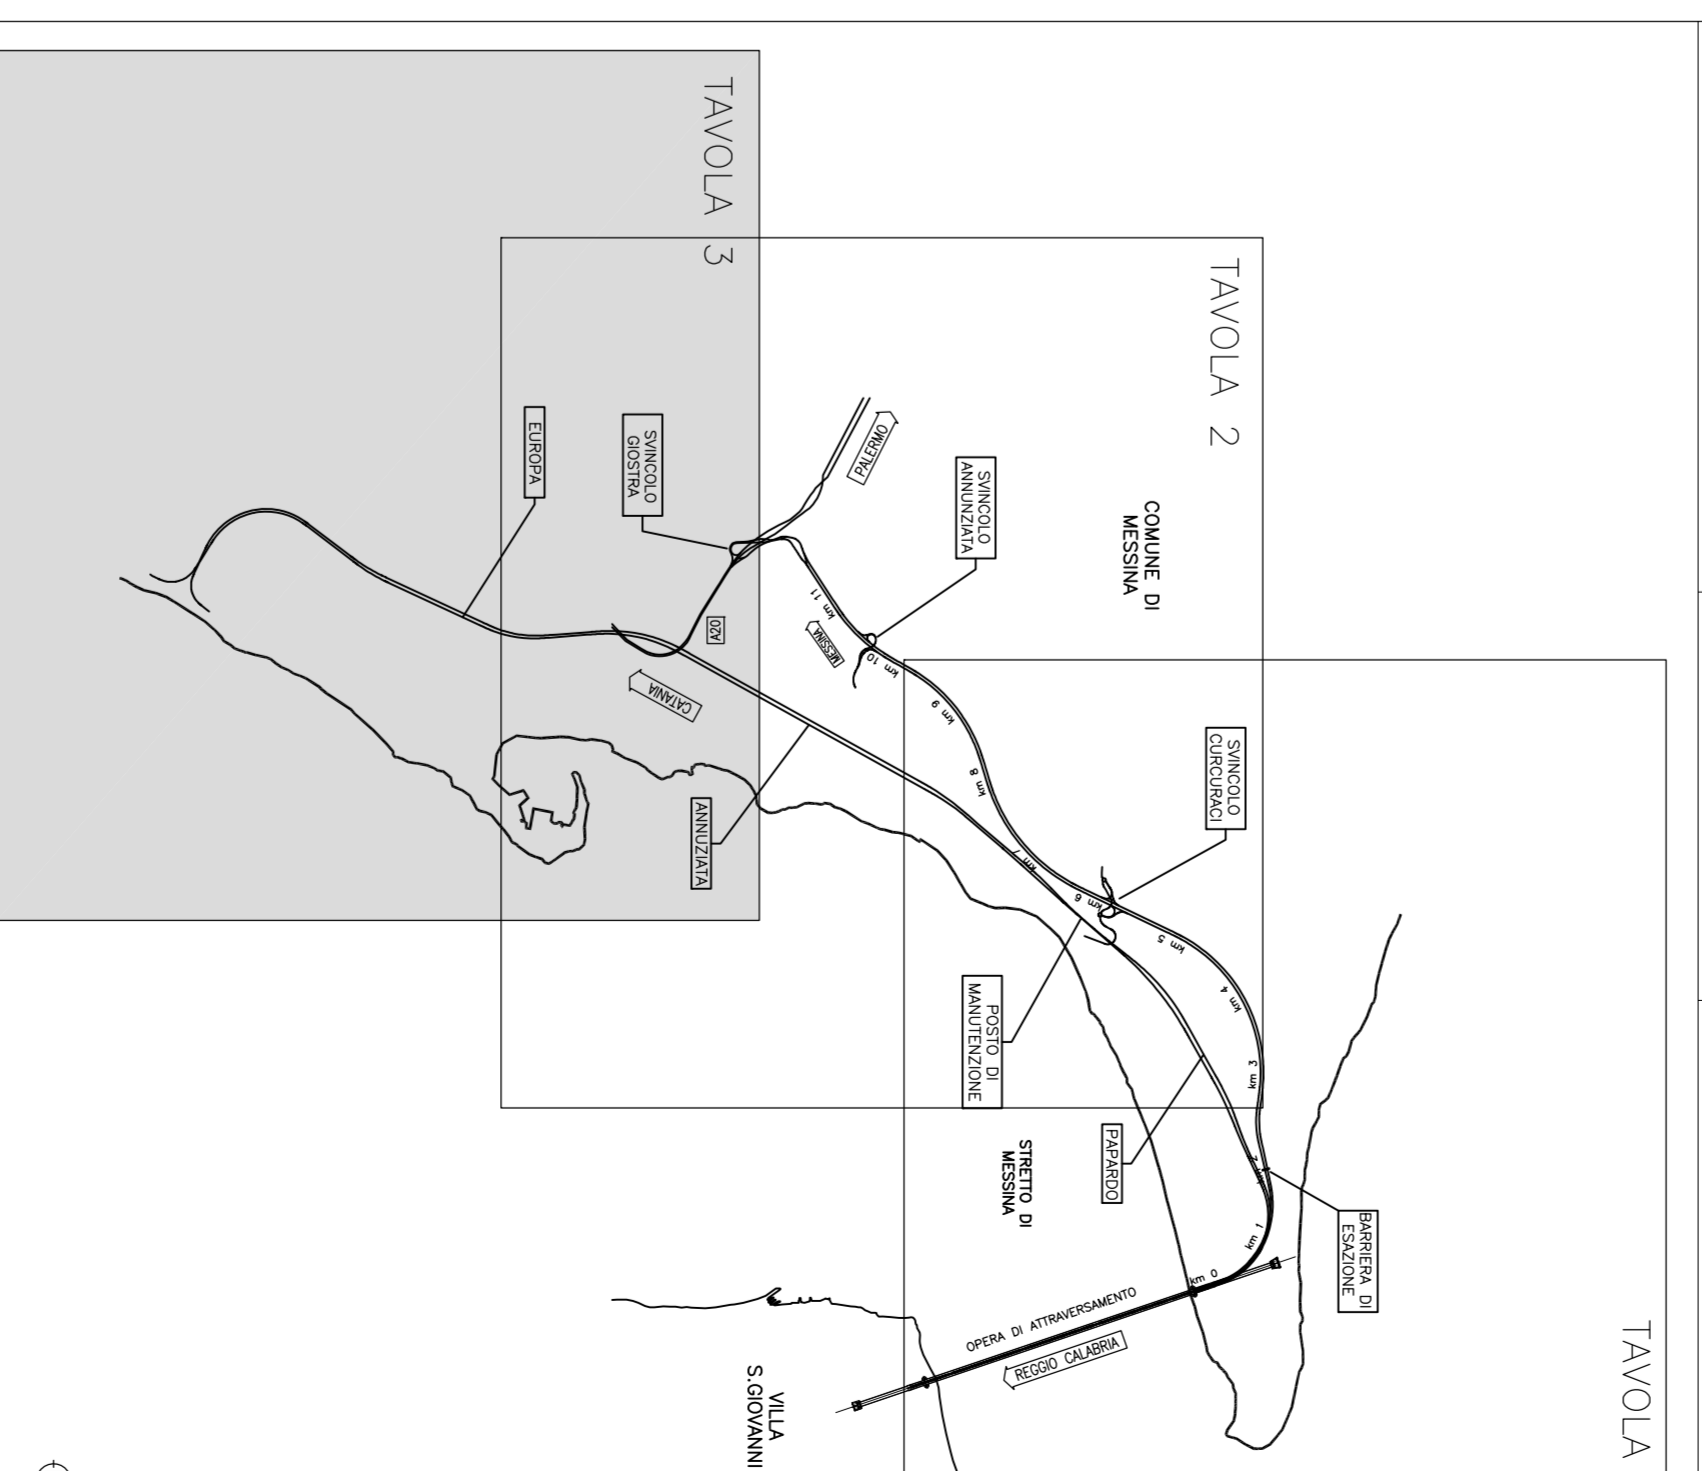 TAVOLA 3
TAVOLA 2
TAVOLA
COMUNE DI
MESSINA
PALERMO
SVINCOLO
ANNUNZIATA
SVINCOLO
GIOSTRA
EUROPA
A20
MESSINA
CATANIA
ANNUZIATA
SVINCOLO
CURCURACI
POSTO DI
MANUTENZIONE
PAPARDO
STRETTO DI
MESSINA
BARRIERA DI
ESAZIONE
km 11
km 10
km 9
km 8
km 7
km 6
km 5
km 4
km 3
km 2
km 1
km 0
OPERA DI ATTRAVERSAMENTO
REGGIO CALABRIA
VILLA
S.GIOVANNI